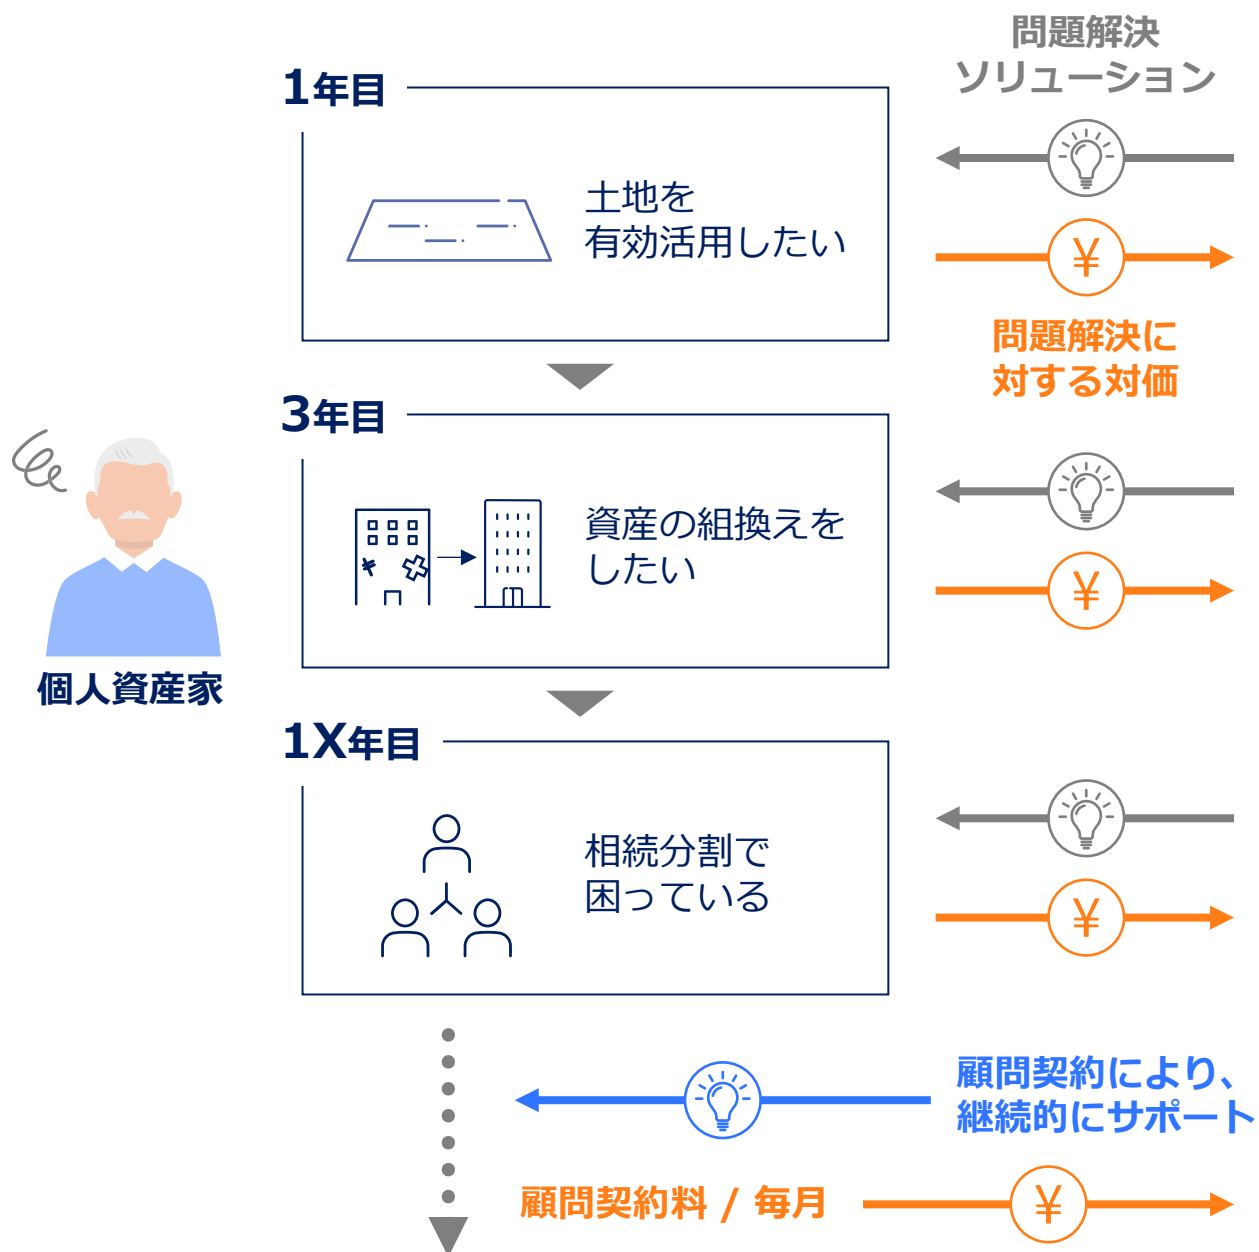 問題解決
ソリューション
1年目
土地を
有効活用したい
¥
問題解決に
対する対価
3年目
資産の組換えを
したい
¥
個人資産家
1X年目
相続分割で
困っている
¥
顧問契約により、
継続的にサポート
顧問契約料 / 毎月
¥